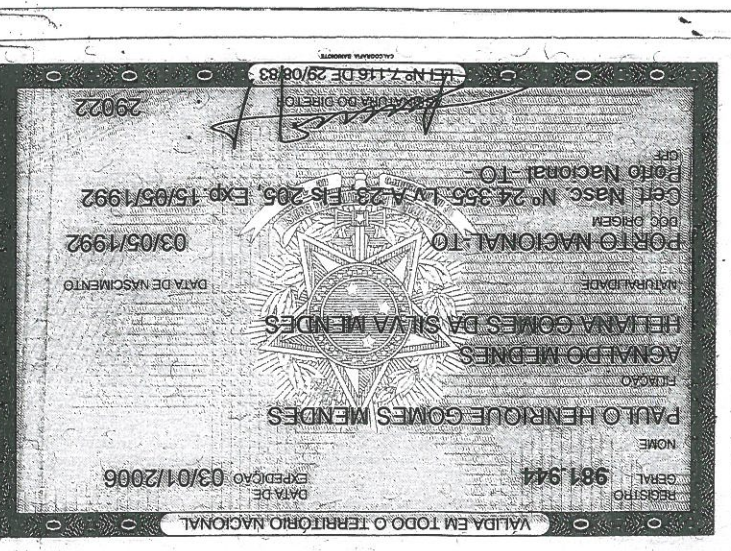 VÁLIDA EM TODO O TERRITÓRIO NACIONAL
REGISTRO GERAL 981.944 DATA DE EXPEDIÇÃO 03/01/2006
NOME
PAULO HENRIQUE GOMES MENDES
FILIAÇÃO
AGNALDO MEDNES
HELIANA GOMES DA SILVA MENDES
NATURALIDADE DATA DE NASCIMENTO
PORTO NACIONAL-TO 03/05/1992
DOC ORIGEM
Cert. Nasc. Nº 24.355, Lv A-23, Fls 205, Exp. 15/05/1992
Porto Nacional -TO -
CPF
29022
ASSINATURA DO DIRETOR
LEI Nº 7.116 DE 29/08/83